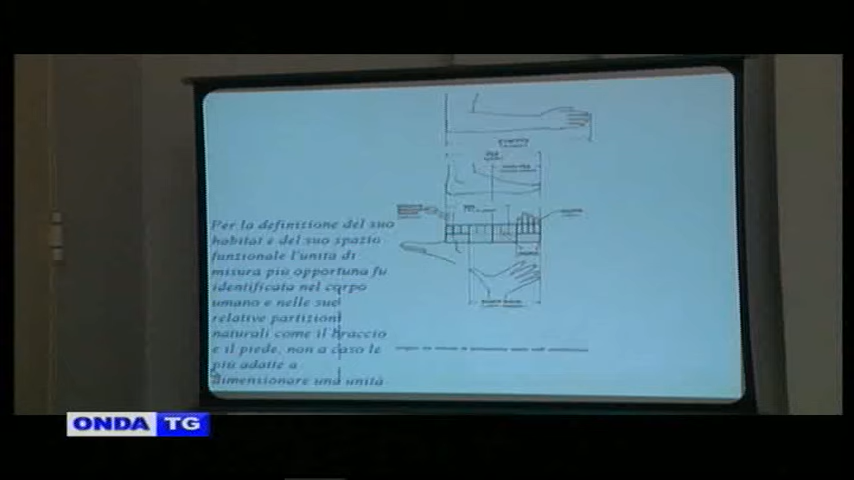 Per la definizione del suo
habitat e del suo spazio
funzionale l'unità di
misura più opportuna fu
identificata nel corpo
umano e nelle sue
relative partizioni
naturali come il braccio
e il piede, non a caso le
più adatte a
dimensionare una unità
ONDA TG